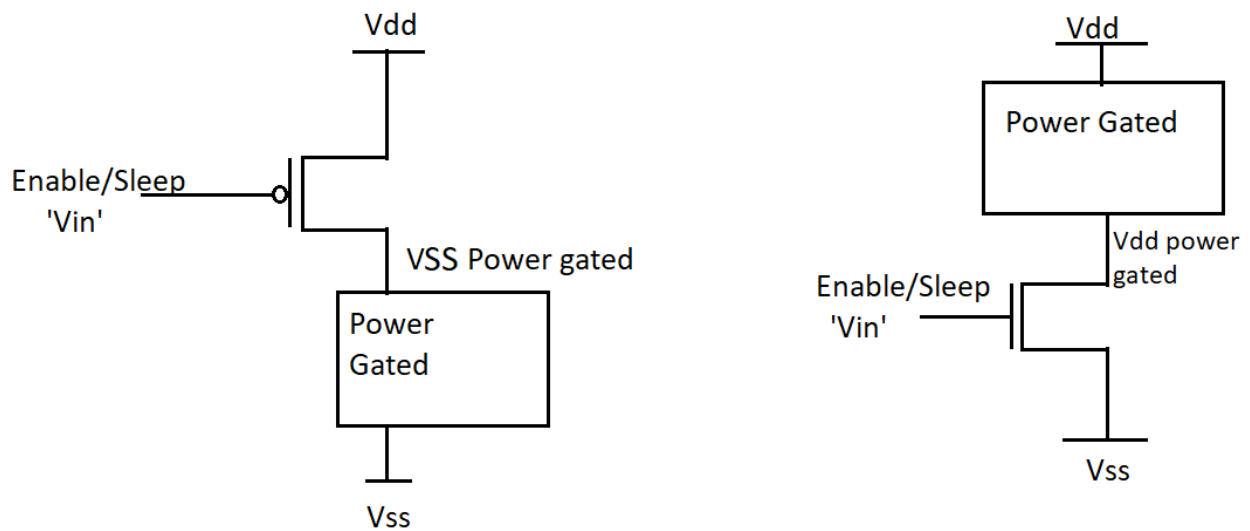 Vdd
Enable/Sleep
'Vin'
VSS Power gated
Power
Gated
Vss
Vdd
Power Gated
Vdd power
gated
Enable/Sleep
'Vin'
Vss